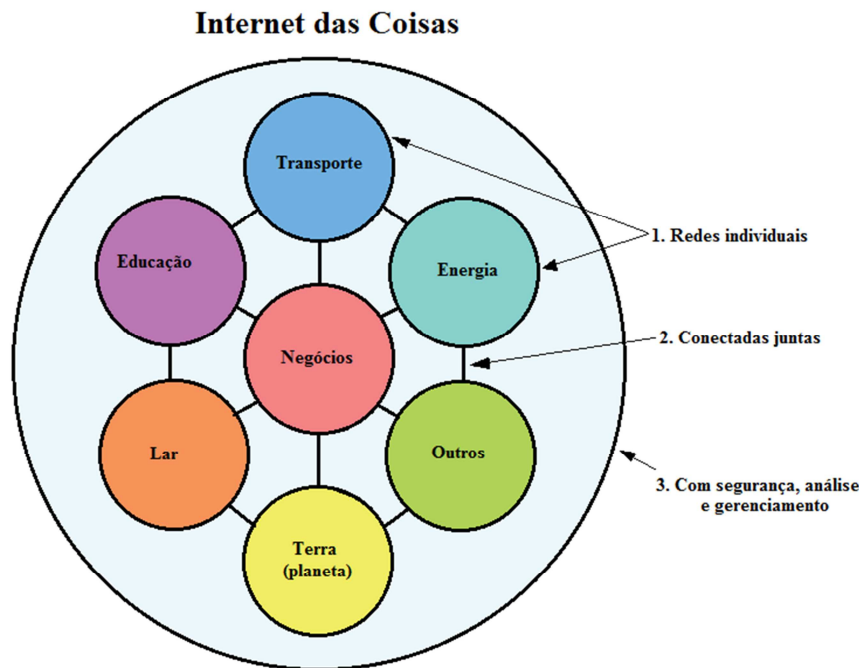 Internet das Coisas
Transporte
Educação
Energia
1. Redes individuais
Negócios
2. Conectadas juntas
Lar
Outros
3. Com segurança, análise
e gerenciamento
Terra
(planeta)